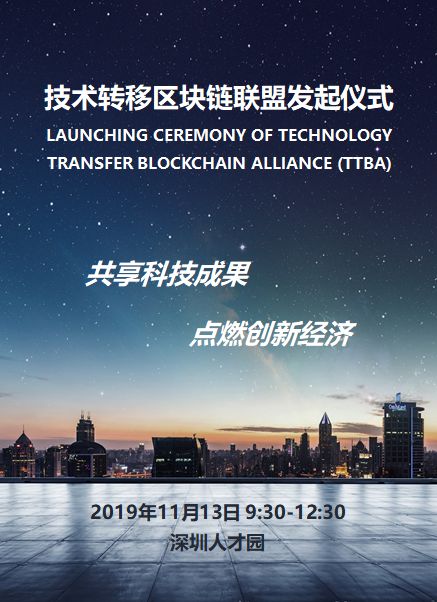 技术转移区块链联盟发起仪式
LAUNCHING CEREMONY OF TECHNOLOGY
TRANSFER BLOCKCHAIN ALLIANCE (TTBA)
共享科技成果
点燃创新经济
2019年11月13日 9:30-12:30
深圳人才园